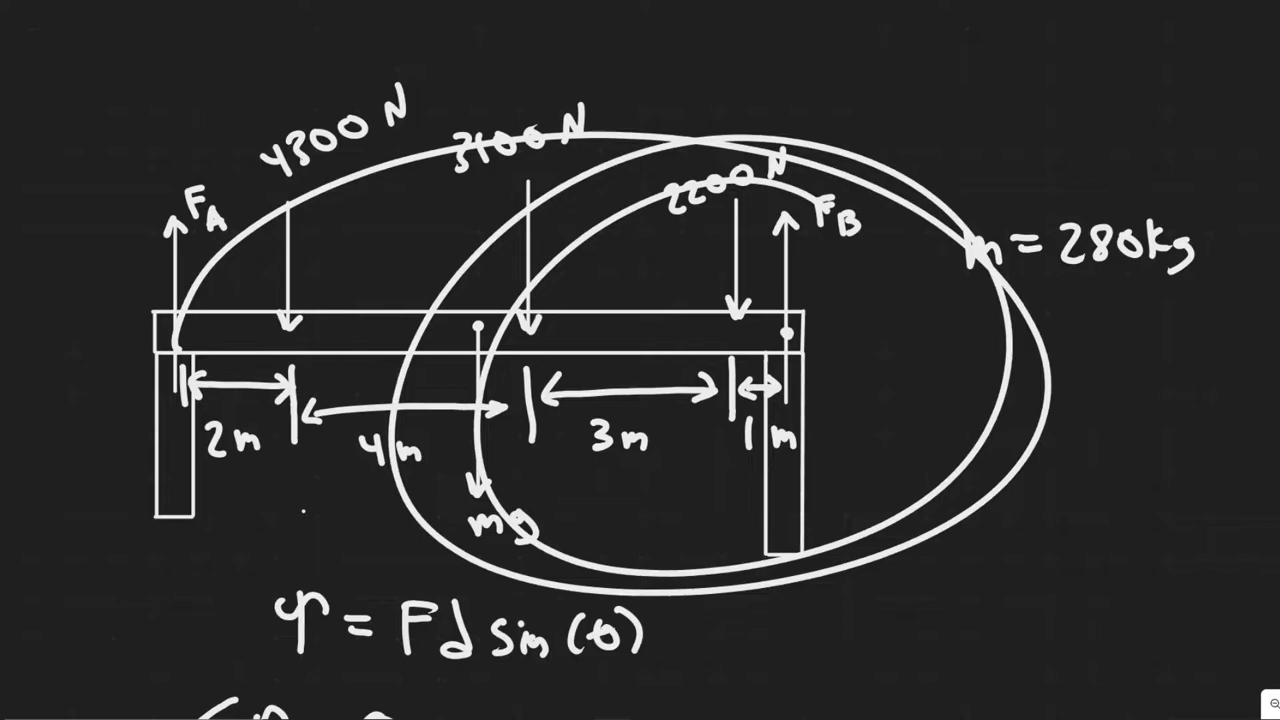 4300 N
3100 N
2200 N
F_A
F_B
m = 280kg
2m
4m
3m
1m
mg
τ = Fd sin(θ)